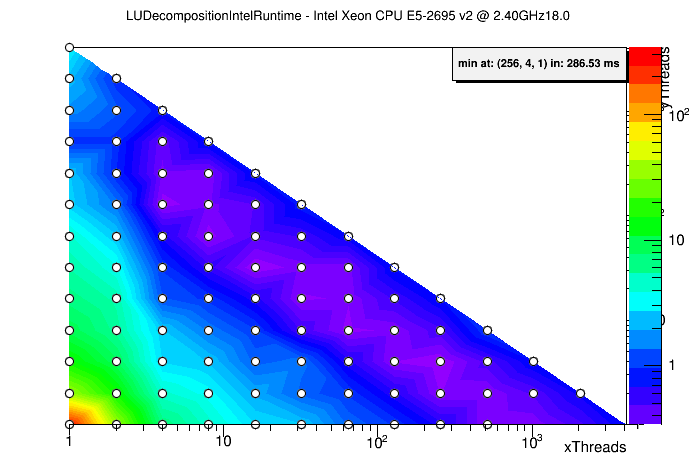 LUDecompositionIntelRuntime - Intel Xeon CPU E5-2695 v2 @ 2.40GHz18.0
min at: (256, 4, 1) in: 286.53 ms
yThreads
10²
10
1
1
10
10²
10³
xThreads